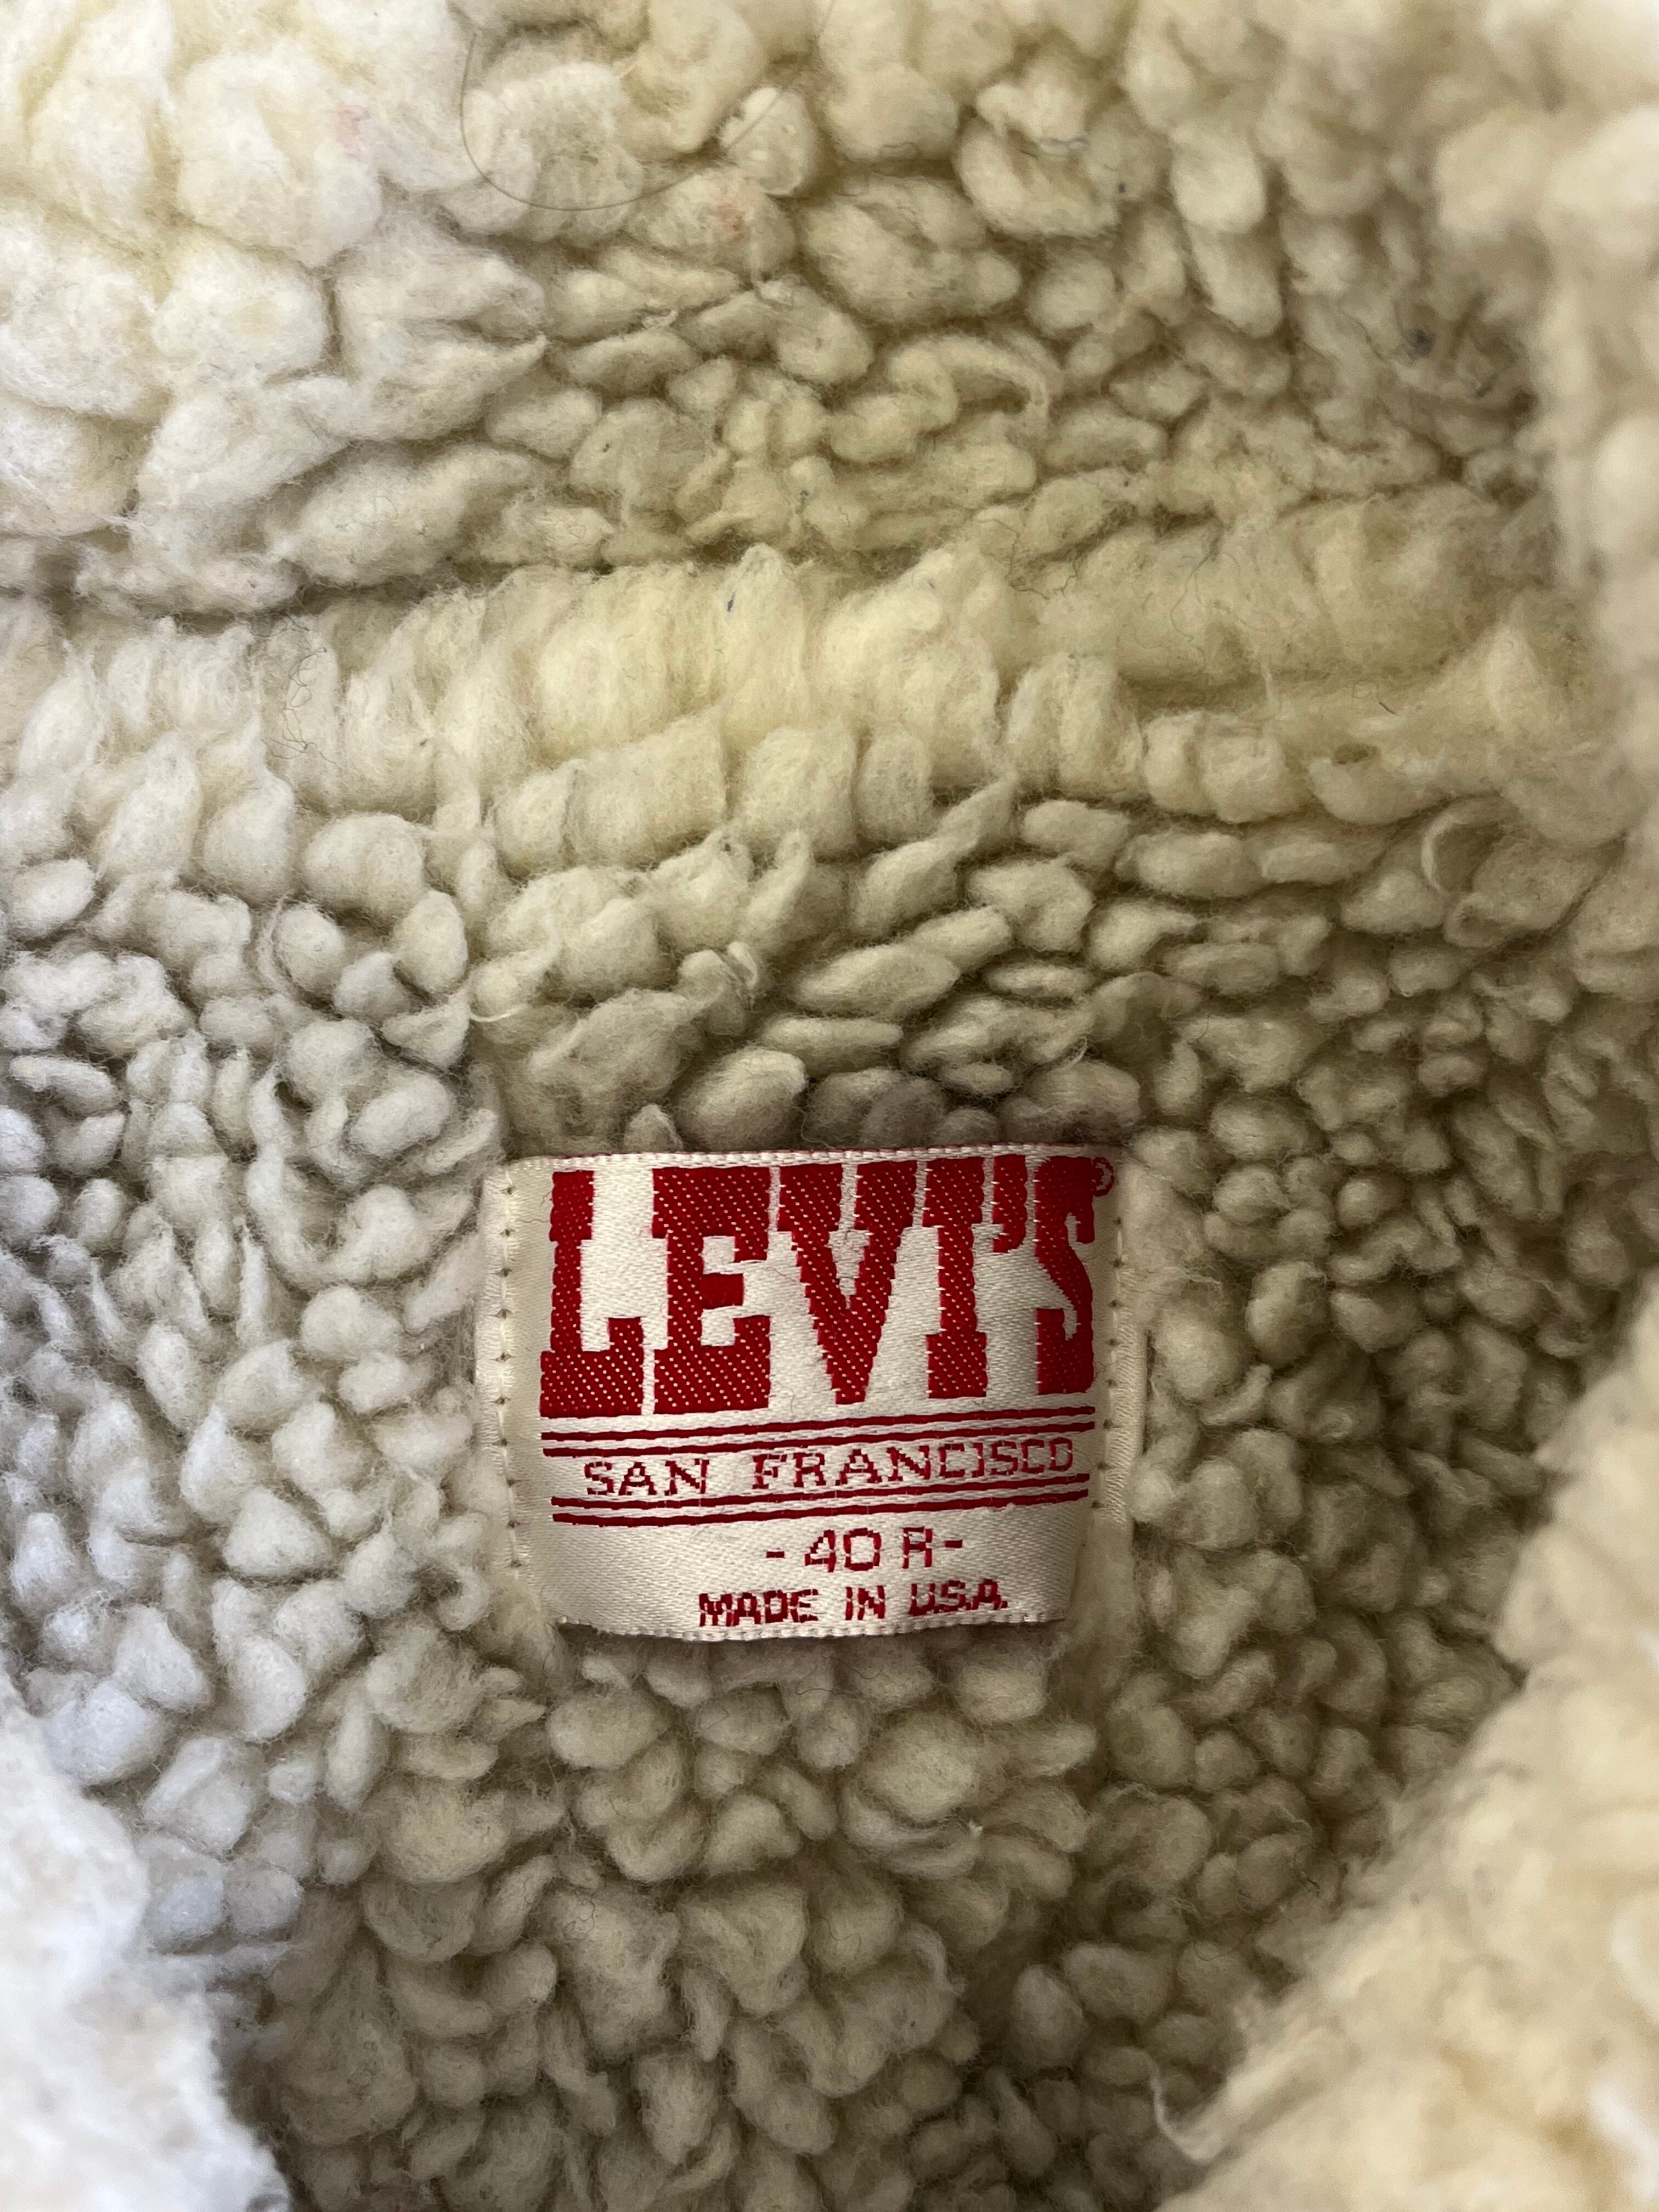 LEVI'S®
SAN FRANCISCO
- 40 R -
MADE IN U.S.A.